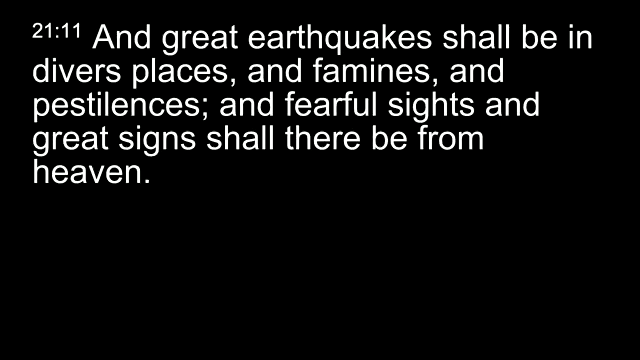 21:11 And great earthquakes shall be in
divers places, and famines, and
pestilences; and fearful sights and
great signs shall there be from
heaven.